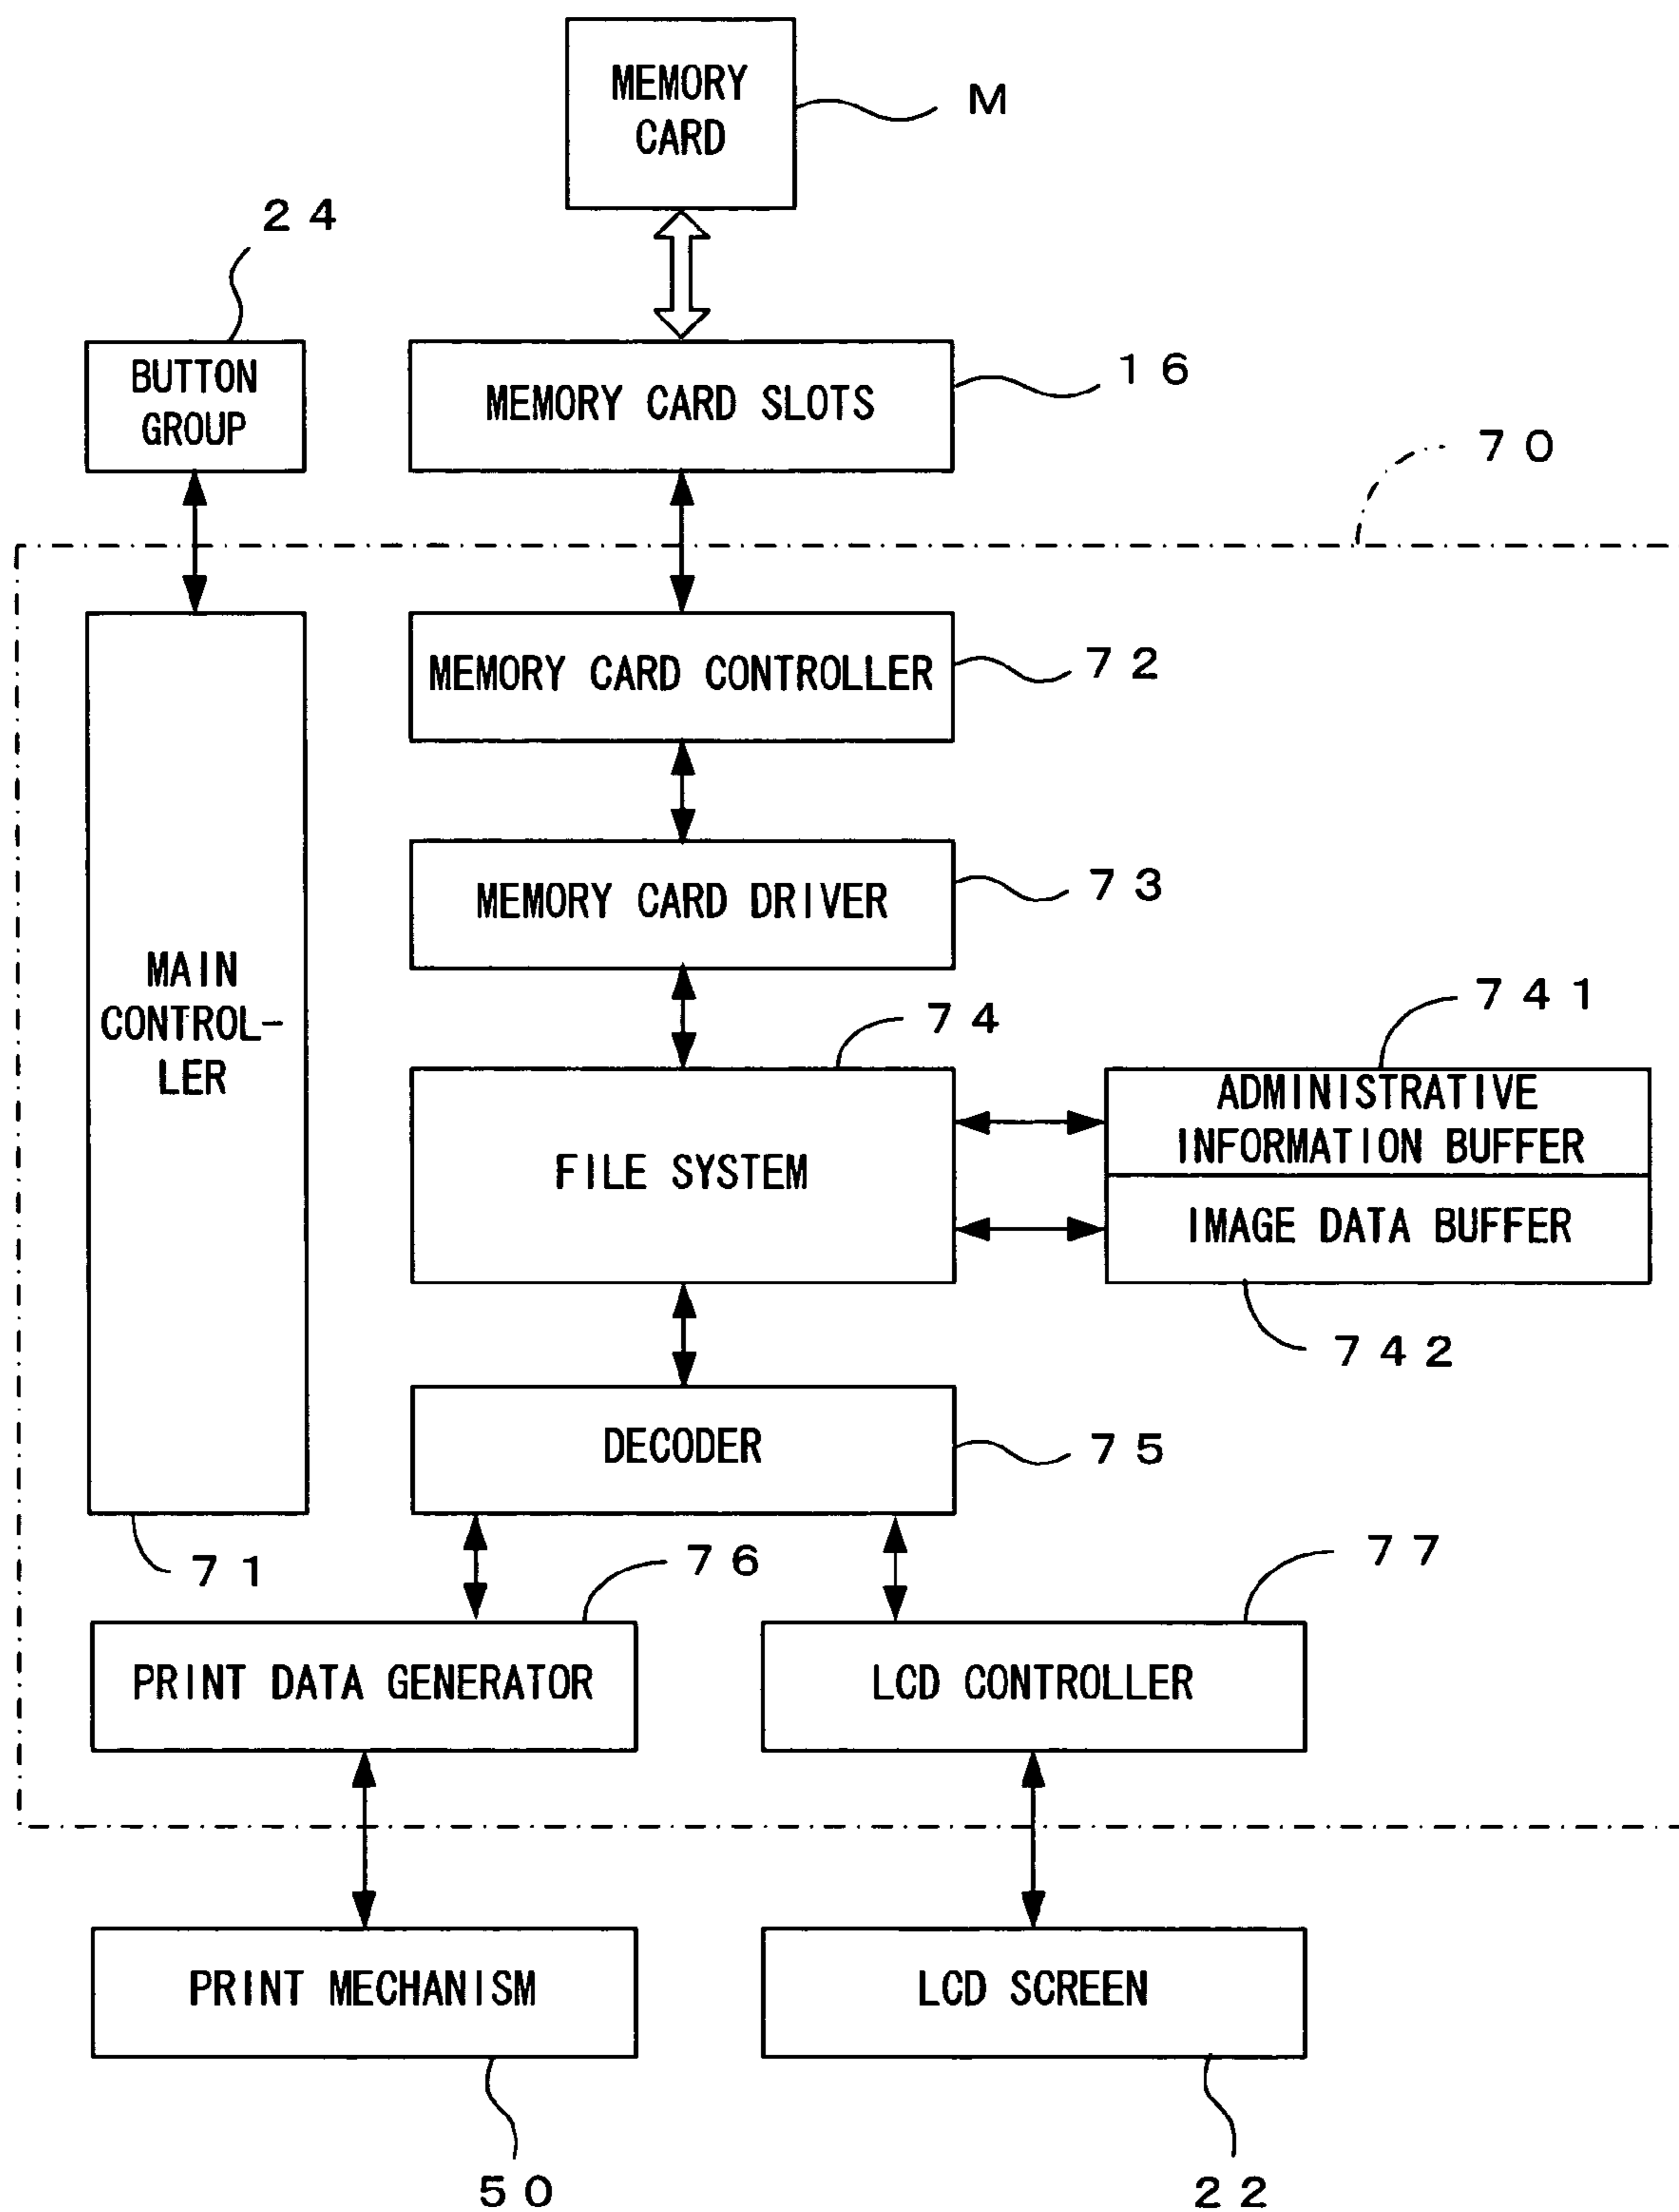 MEMORY
CARD
M
24
BUTTON
GROUP
MEMORY CARD SLOTS
16
70
MEMORY CARD CONTROLLER
72
MEMORY CARD DRIVER
73
MAIN
CONTROL-
LER
71
74
FILE SYSTEM
741
ADMINISTRATIVE
INFORMATION BUFFER
IMAGE DATA BUFFER
742
DECODER
75
76
77
PRINT DATA GENERATOR
LCD CONTROLLER
PRINT MECHANISM
LCD SCREEN
50
22